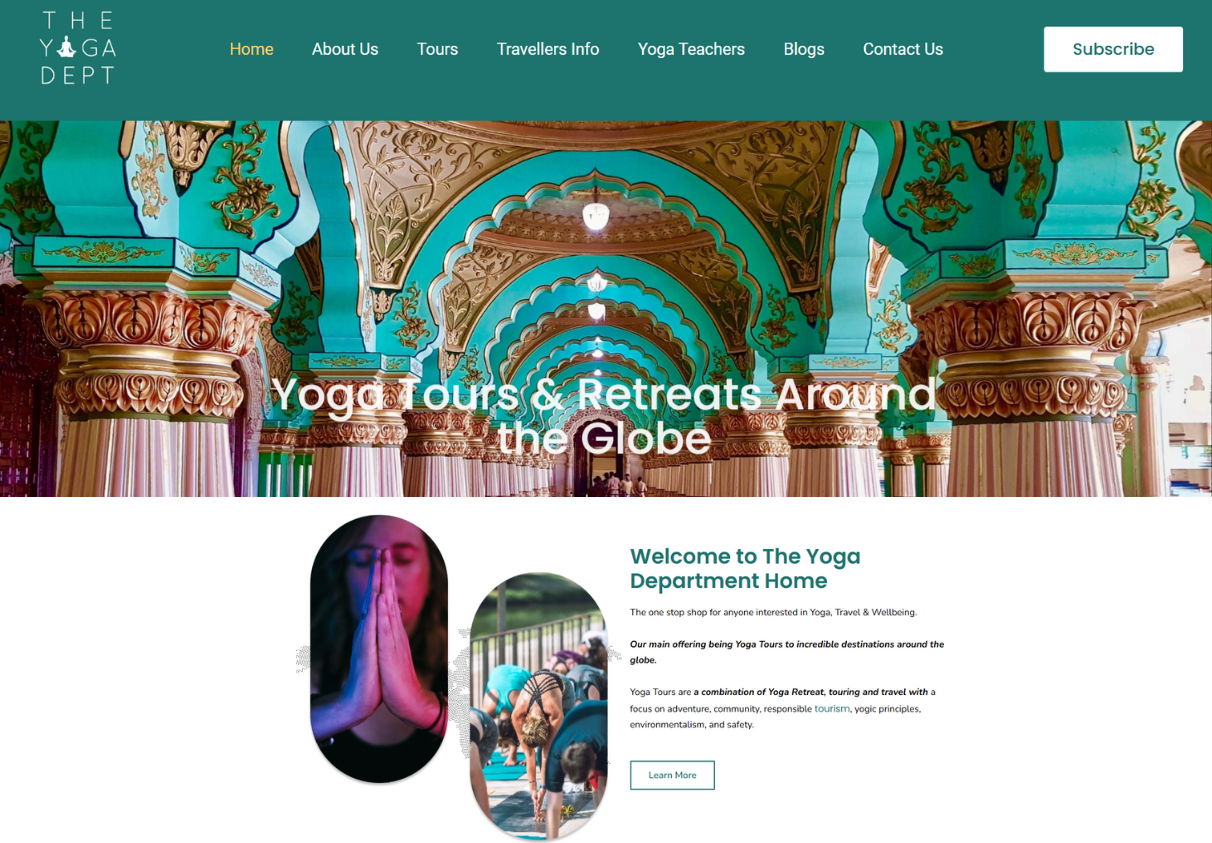 THE
YOGA
DEPT
Home About Us Tours Travellers Info Yoga Teachers Blogs Contact Us
Subscribe
Yoga Tours & Retreats Around
the Globe
Welcome to The Yoga
Department Home
The one stop shop for anyone interested in Yoga, Travel & Wellbeing.
Our main offering being Yoga Tours to incredible destinations around the
globe.
Yoga Tours are a combination of Yoga Retreat, touring and travel with a
focus on adventure, community, responsible tourism, yogic principles,
environmentalism, and safety.
Learn More